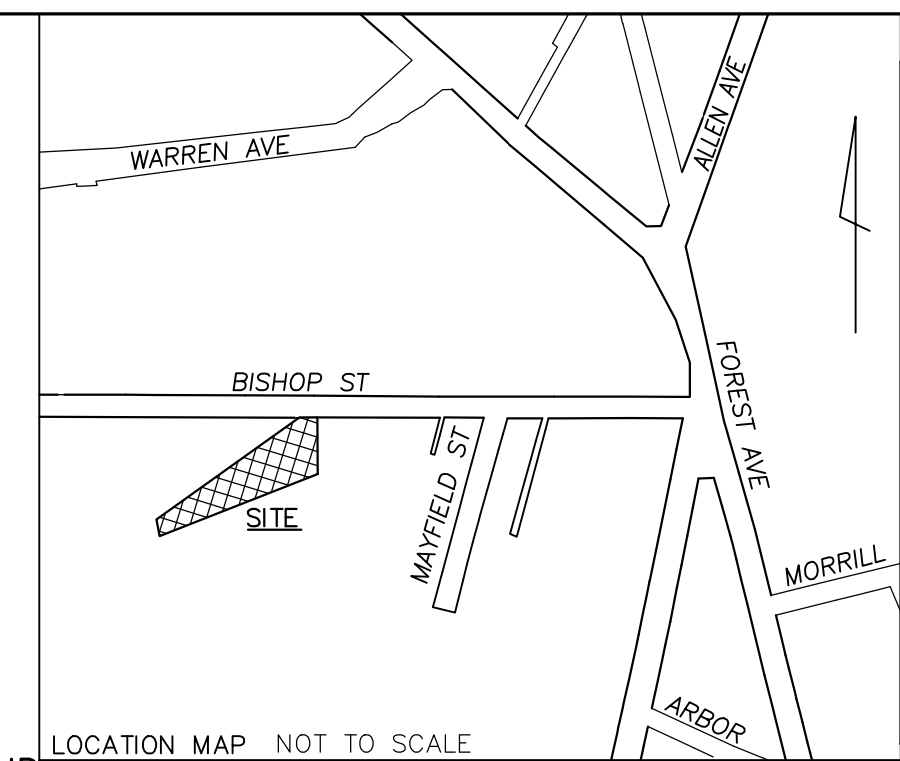 ALLEN AVE
WARREN AVE
BISHOP ST
FOREST AVE
MAYFIELD ST
SITE
MORRILL
ARBOR
LOCATION MAP NOT TO SCALE